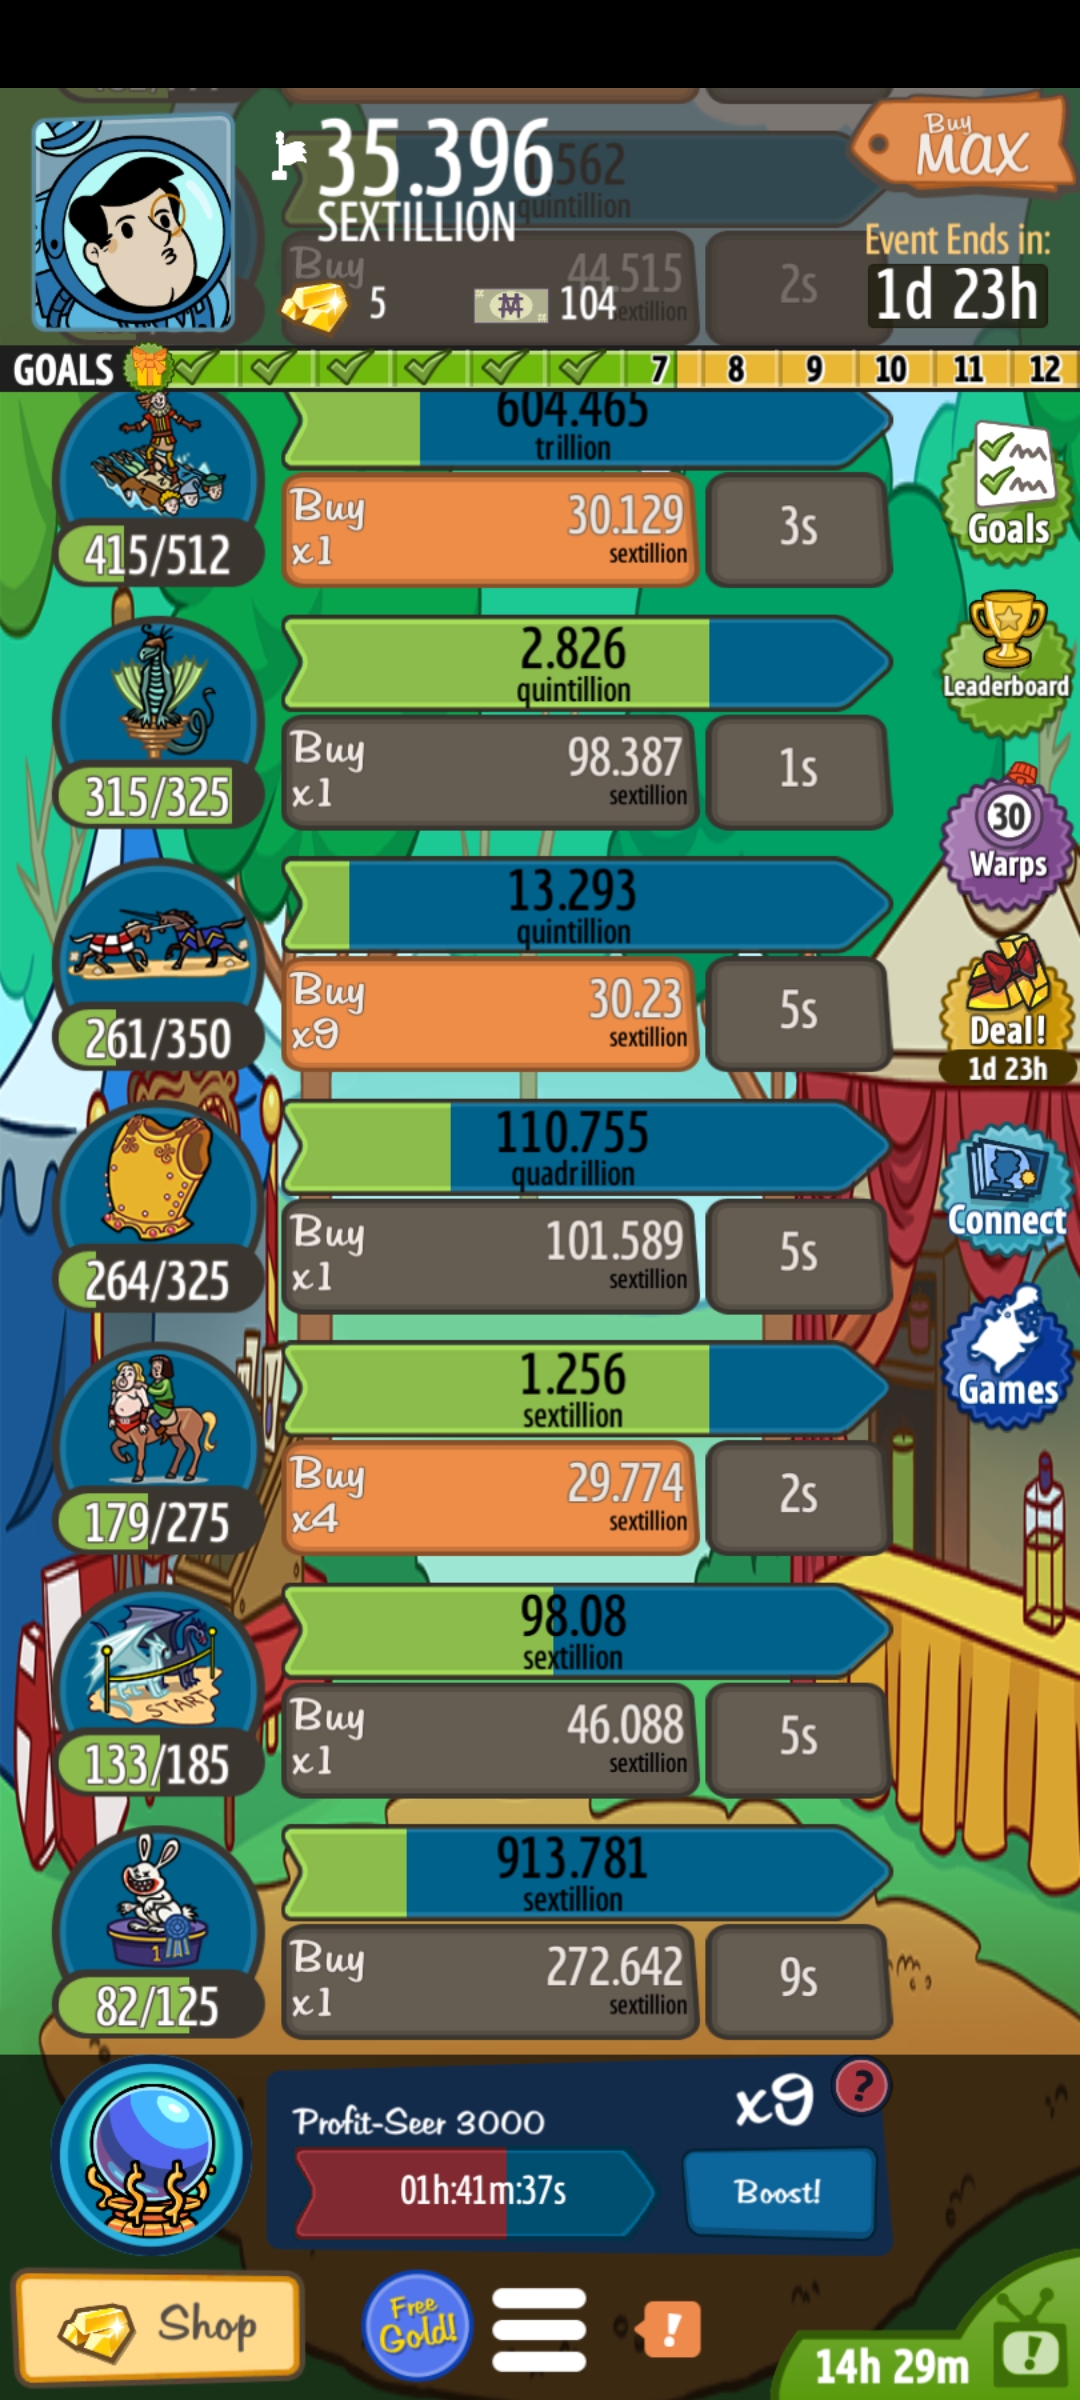 35.396
SEXTILLION
5
104
Buy
MAX
Event Ends in:
1d 23h
562
quintillion
Buy
44.515
sextillion
2s
GOALS
7
8
9
10
11
12
604.465
trillion
415/512
Buy
x1
30.129
sextillion
3s
Goals
2.826
quintillion
315/325
Buy
x1
98.387
sextillion
1s
Leaderboard
30
Warps
13.293
quintillion
261/350
Buy
x9
30.23
sextillion
5s
Deal!
1d 23h
110.755
quadrillion
264/325
Buy
x1
101.589
sextillion
5s
Connect
1.256
sextillion
179/275
Buy
x4
29.774
sextillion
2s
Games
98.08
sextillion
START
133/185
Buy
x1
46.088
sextillion
5s
913.781
sextillion
1
82/125
Buy
x1
272.642
sextillion
9s
Profit-Seer 3000
x9
?
01h:41m:37s
Boost!
Shop
Free
Gold!
!
14h 29m
!